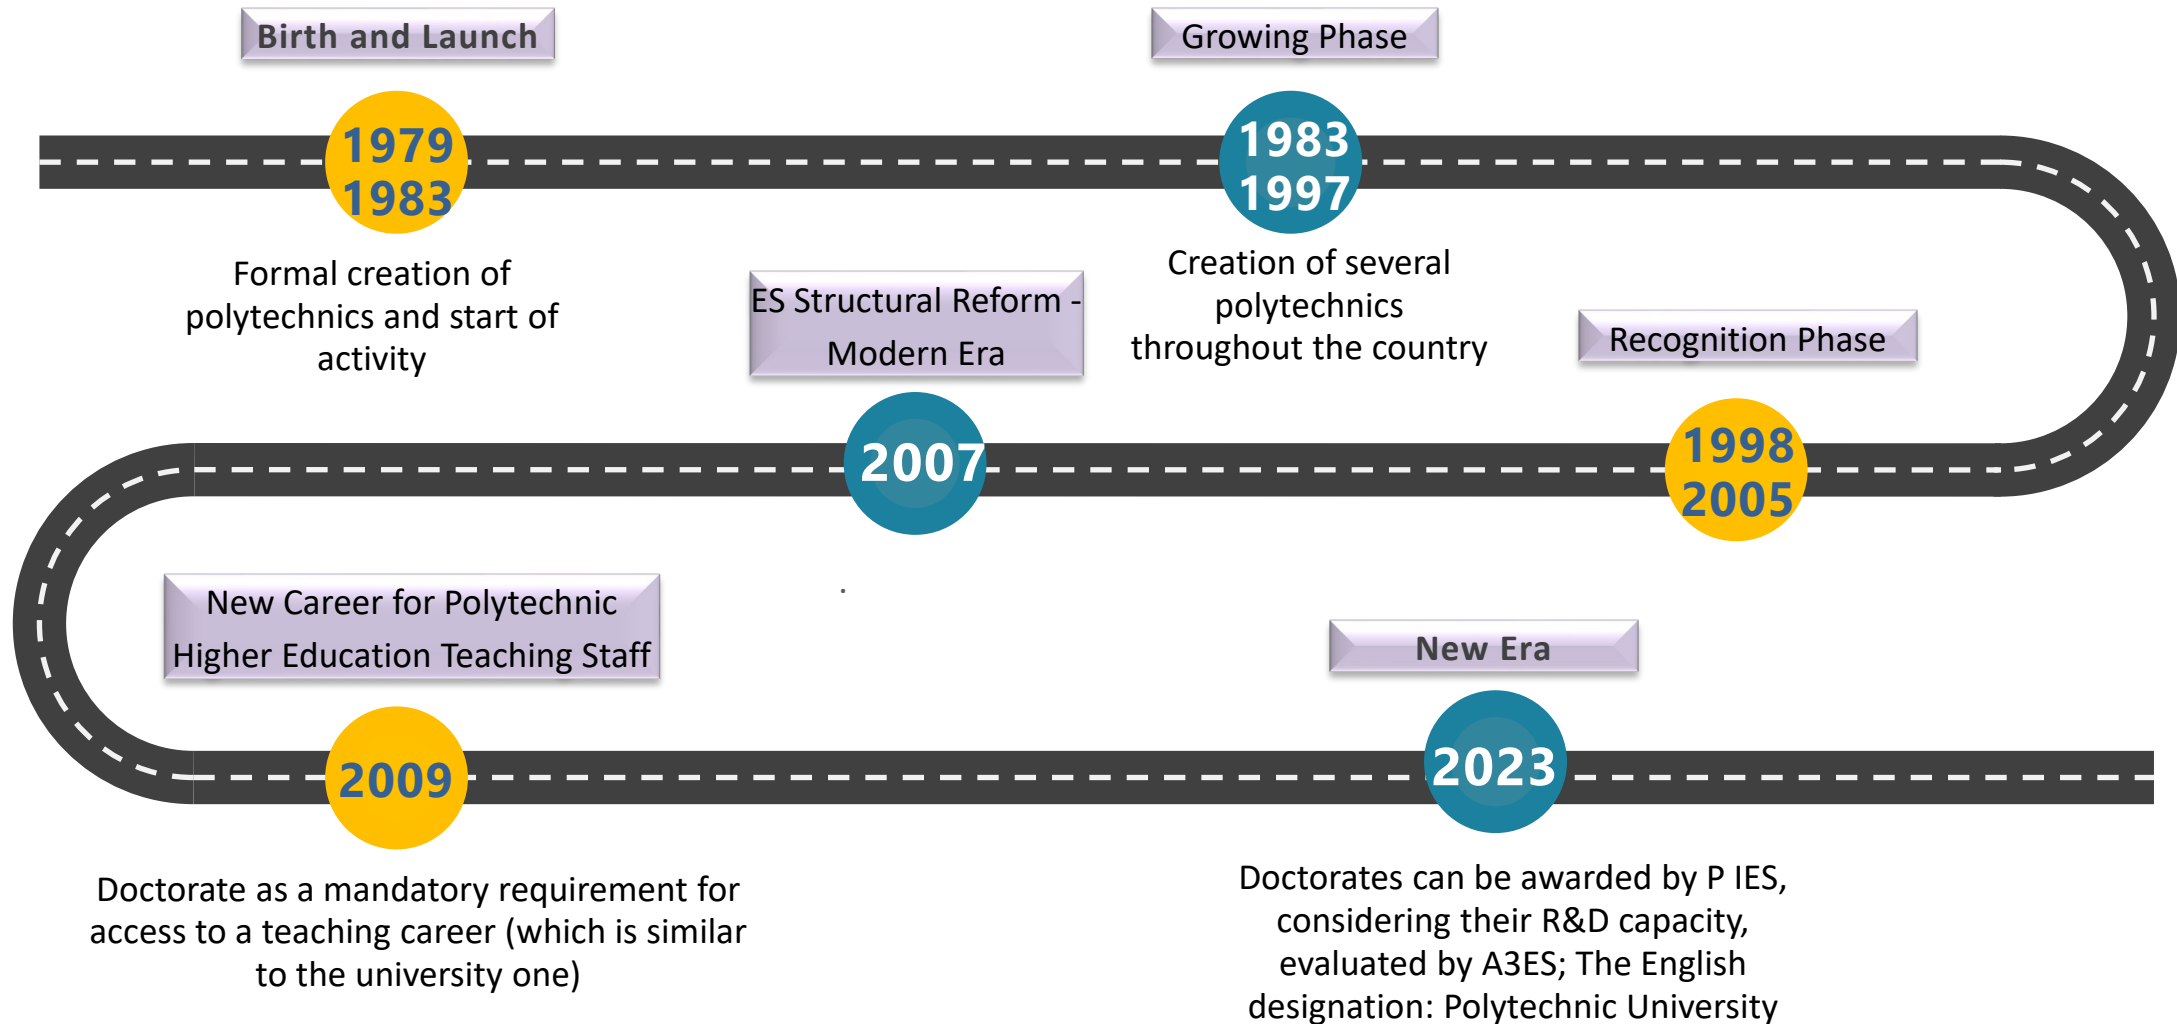 Birth and Launch
1979
1983
Formal creation of
polytechnics and start of
activity
Growing Phase
1983
1997
Creation of several
polytechnics
throughout the country
Recognition Phase
1998
2005
ES Structural Reform -
Modern Era
2007
.
New Career for Polytechnic
Higher Education Teaching Staff
2009
Doctorate as a mandatory requirement for
access to a teaching career (which is similar
to the university one)
New Era
2023
Doctorates can be awarded by P IES,
considering their R&D capacity,
evaluated by A3ES; The English
designation: Polytechnic University